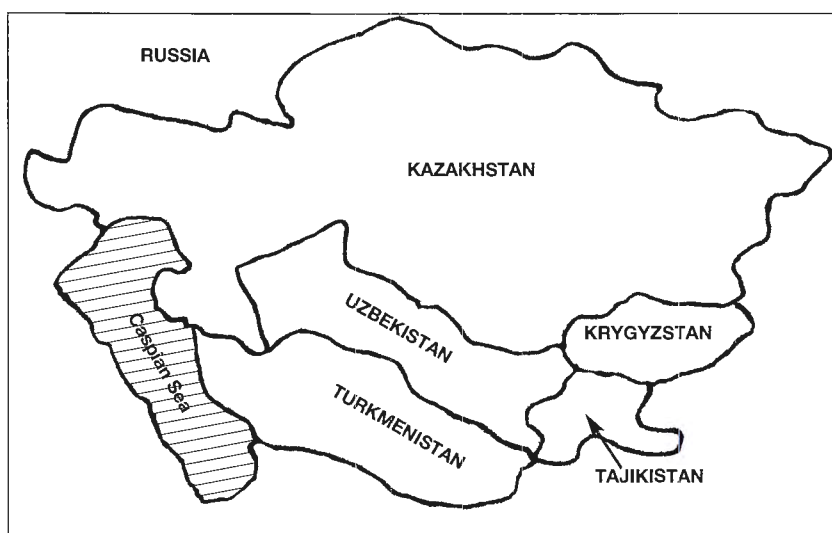 RUSSIA
KAZAKHSTAN
UZBEKISTAN
KRYGYZSTAN
Caspian Sea
TURKMENISTAN
TAJIKISTAN